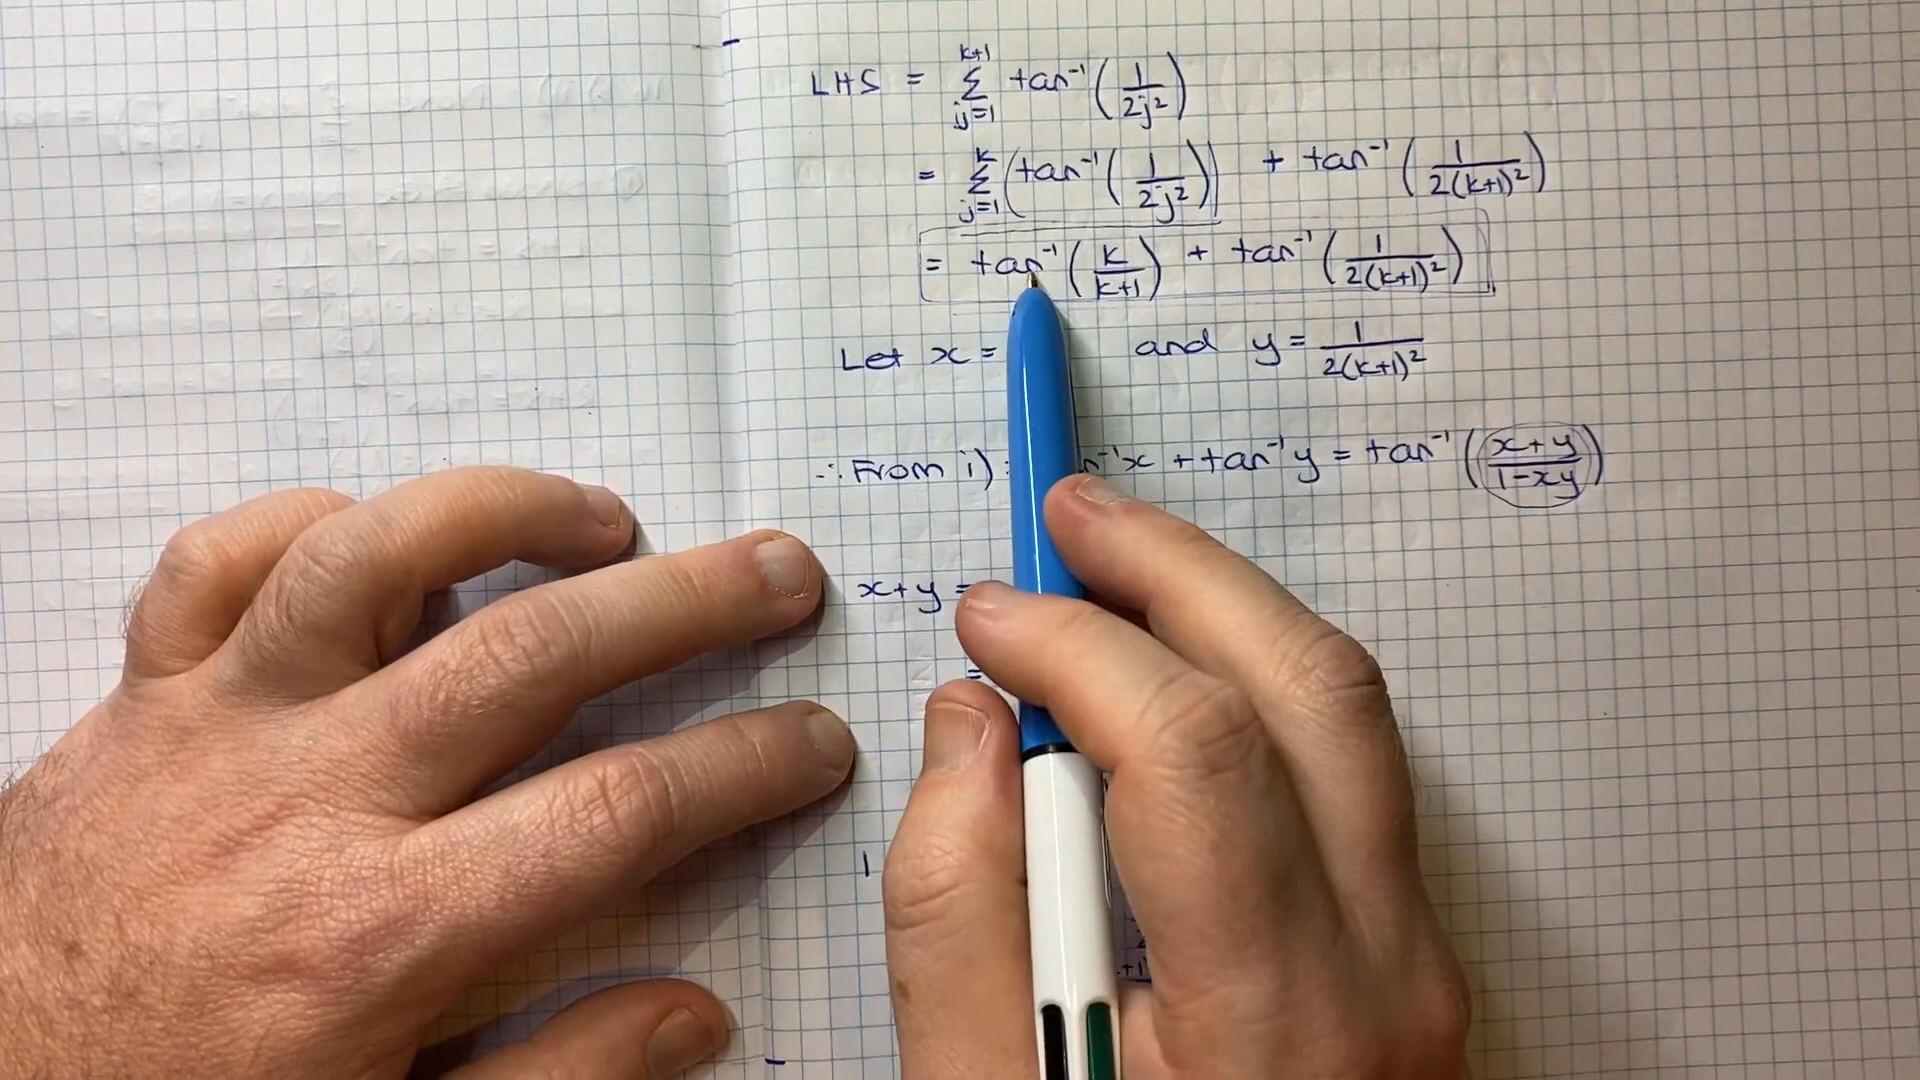 LHS = k+1 Σ j=1 tan⁻¹(1/2j²)
= k Σ j=1 (tan⁻¹(1/2j²)) + tan⁻¹(1/2(k+1)²)
= tan⁻¹(k/k+1) + tan⁻¹(1/2(k+1)²)
Let x = and y = 1/2(k+1)²
∴ From i) x + tan⁻¹y = tan⁻¹(x+y/1-xy)
x+y =
=
1